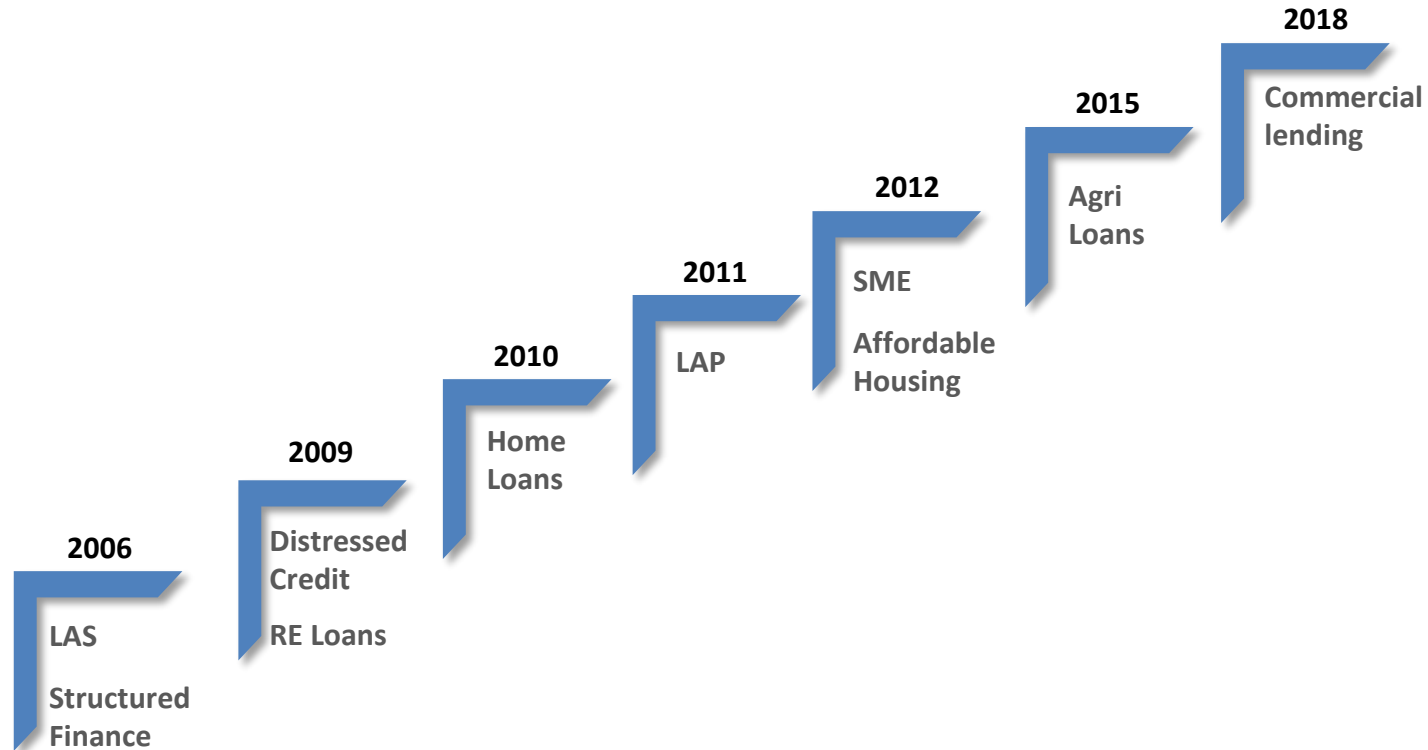 2006
LAS
Structured
Finance
2009
Distressed
Credit
RE Loans
2010
Home
Loans
2011
LAP
2012
SME
Affordable
Housing
2015
Agri
Loans
2018
Commercial
lending